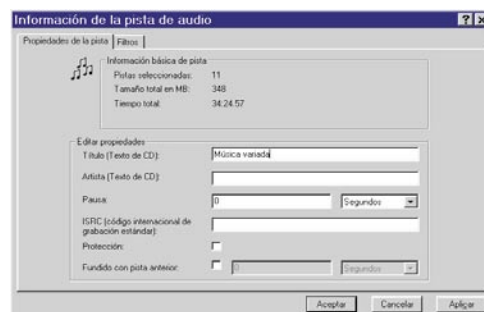 Información de la pista de audio
Propiedades de la pista
Filtros
Información básica de pista
Pistas seleccionadas: 11
Tamaño total en MB: 348
Tiempo total: 34:24.57
Editar propiedades
Título (Texto de CD): Música variada
Artista (Texto de CD):
Pausa: 0 Segundos
ISRC (código internacional de
grabación estándar):
Protección:
Fundido con pista anterior: 0 Segundos
Aceptar Cancelar Aplicar